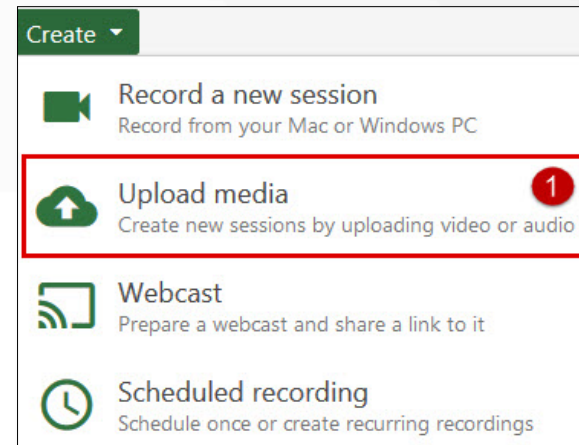 Create
Record a new session
Record from your Mac or Windows PC
Upload media
1
Create new sessions by uploading video or audio
Webcast
Prepare a webcast and share a link to it
Scheduled recording
Schedule once or create recurring recordings